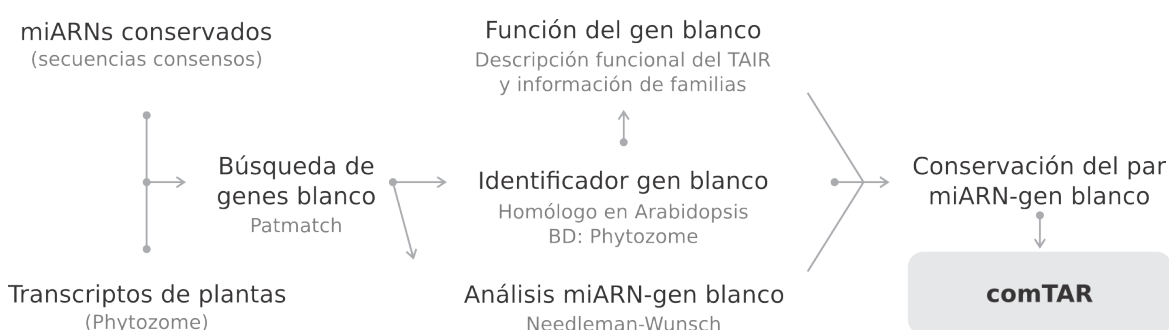 miARNs conservados
(secuencias consensos)
Transcriptos de plantas
(Phytozome)
Búsqueda de
genes blanco
Patmatch
Función del gen blanco
Descripción funcional del TAIR
y información de familias
Identificador gen blanco
Homólogo en Arabidopsis
BD: Phytozome
Análisis miARN-gen blanco
Needleman-Wunsch
Conservación del par
miARN-gen blanco
comTAR